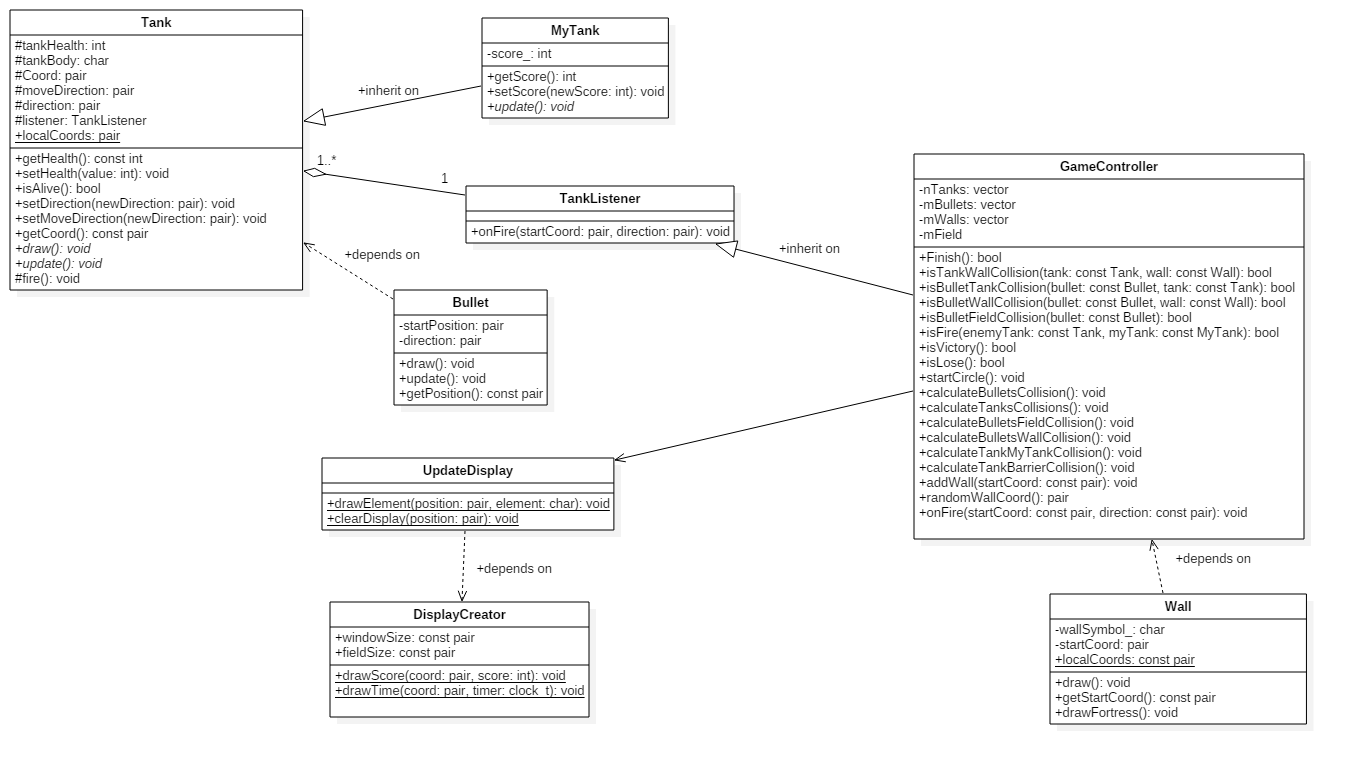 Tank
#tankHealth: int
#tankBody: char
#Coord: pair
#moveDirection: pair
#direction: pair
#listener: TankListener
+localCoords: pair
+getHealth(): const int
+setHealth(value: int): void
+isAlive(): bool
+setDirection(newDirection: pair): void
+setMoveDirection(newDirection: pair): void
+getCoord(): const pair
+draw(): void
+update(): void
#fire(): void
+inherit on
MyTank
-score_: int
+getScore(): int
+setScore(newScore: int): void
+update(): void
1..*
1
TankListener
+onFire(startCoord: pair, direction: pair): void
+inherit on
+depends on
Bullet
-startPosition: pair
-direction: pair
+draw(): void
+update(): void
+getPosition(): const pair
GameController
-nTanks: vector
-mBullets: vector
-mWalls: vector
-mField
+Finish(): bool
+isTankWallCollision(tank: const Tank, wall: const Wall): bool
+isBulletTankCollision(bullet: const Bullet, tank: const Tank): bool
+isBulletWallCollision(bullet: const Bullet, wall: const Wall): bool
+isBulletFieldCollision(bullet: const Bullet): bool
+isFire(enemyTank: const Tank, myTank: const MyTank): bool
+isVictory(): bool
+isLose(): bool
+startCircle(): void
+calculateBulletsCollision(): void
+calculateTanksCollisions(): void
+calculateBulletsFieldCollision(): void
+calculateBulletsWallCollision(): void
+calculateTankMyTankCollision(): void
+calculateTankBarrierCollision(): void
+addWall(startCoord: const pair): void
+randomWallCoord(): pair
+onFire(startCoord: const pair, direction: const pair): void
UpdateDisplay
+drawElement(position: pair, element: char): void
+clearDisplay(position: pair): void
+depends on
DisplayCreator
+windowSize: const pair
+fieldSize: const pair
+drawScore(coord: pair, score: int): void
+drawTime(coord: pair, timer: clock_t): void
+depends on
Wall
-wallSymbol_: char
-startCoord: pair
+localCoords: const pair
+draw(): void
+getStartCoord(): const pair
+drawFortress(): void